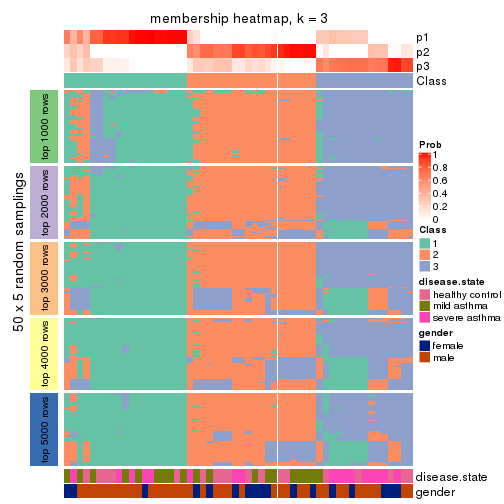 membership heatmap, k = 3
p1
p2
p3
Class
50 x 5 random samplings
top 1000 rows
top 2000 rows
top 3000 rows
top 4000 rows
top 5000 rows
Prob
1
0.8
0.6
0.4
0.2
0
Class
1
2
3
disease.state
healthy control
mild asthma
severe asthma
gender
female
male
disease.state
gender